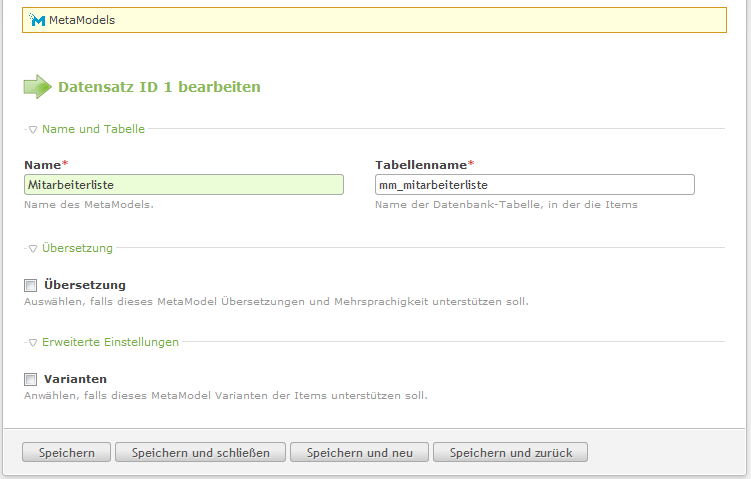 MetaModels
Datensatz ID 1 bearbeiten
Name und Tabelle
Name* Tabellenname*
Mitarbeiterliste mm_mitarbeiterliste
Name des MetaModels. Name der Datenbank-Tabelle, in der die Items
Übersetzung
Übersetzung
Auswählen, falls dieses MetaModel Übersetzungen und Mehrsprachigkeit unterstützen soll.
Erweiterte Einstellungen
Varianten
Anwählen, falls dieses MetaModel Varianten der Items unterstützen soll.
Speichern Speichern und schließen Speichern und neu Speichern und zurück